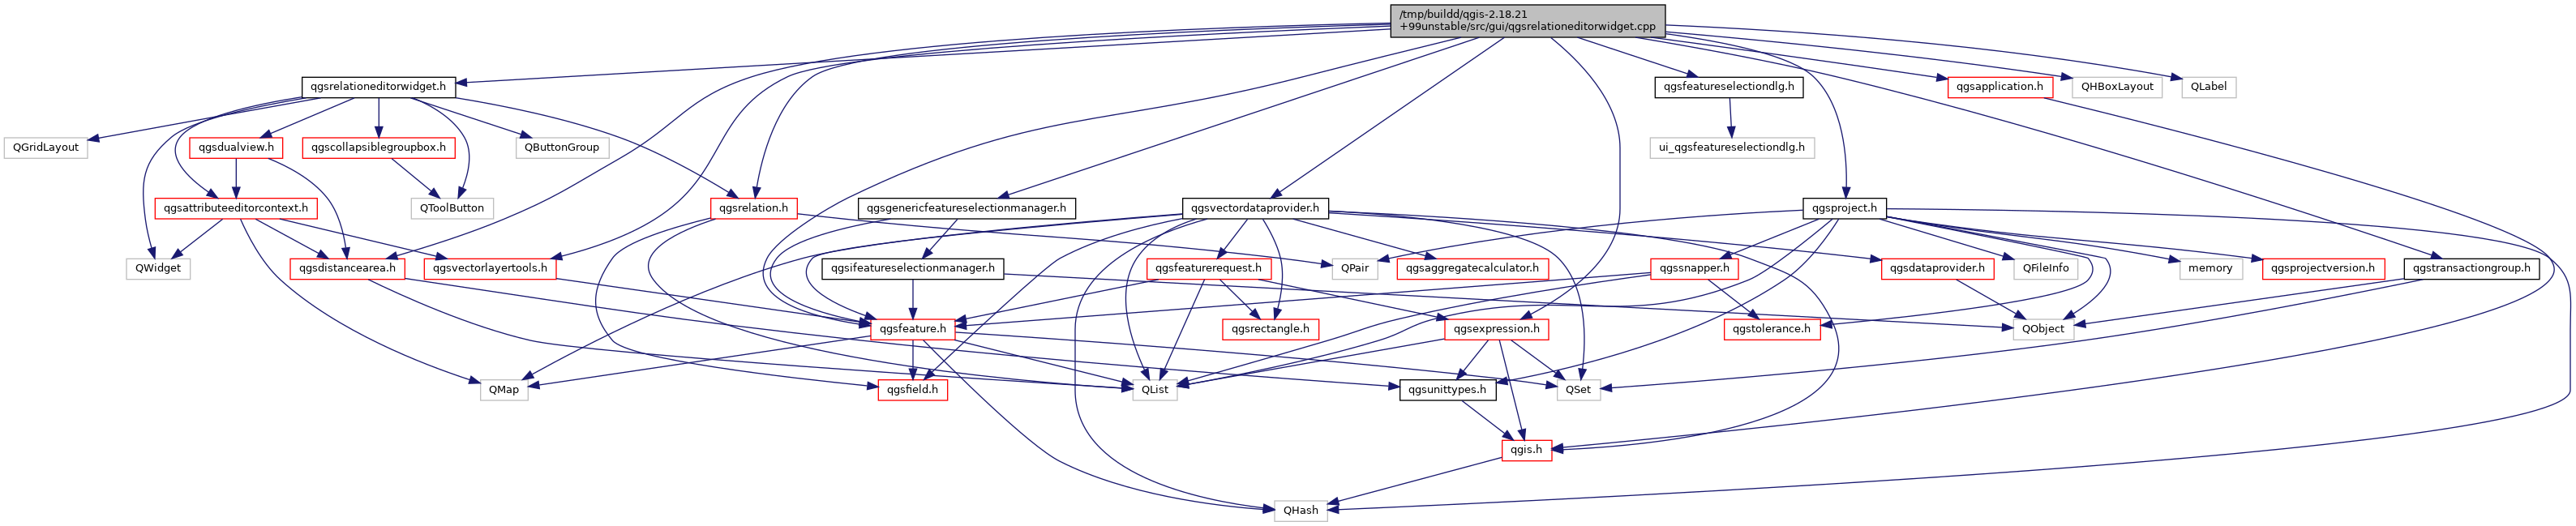 /tmp/buildd/qgis-2.18.21
+99unstable/src/gui/qgsrelationeditorwidget.cpp
qgsrelationeditorwidget.h
qgsfeatureselectiondlg.h
qgsapplication.h
QHBoxLayout
QLabel
QGridLayout
qgsdualview.h
qgscollapsiblegroupbox.h
QButtonGroup
ui_qgsfeatureselectiondlg.h
qgsattributeeditorcontext.h
QToolButton
qgsrelation.h
qgsgenericfeatureselectionmanager.h
qgsvectordataprovider.h
qgsproject.h
QWidget
qgsdistancearea.h
qgsvectorlayertools.h
qgsifeatureselectionmanager.h
qgsfeaturerequest.h
QPair
qgsaggregatecalculator.h
qgssnapper.h
qgsdataprovider.h
QFileInfo
memory
qgsprojectversion.h
qgstransactiongroup.h
qgsfeature.h
qgsrectangle.h
qgsexpression.h
qgstolerance.h
QObject
QMap
qgsfield.h
QList
qgsunittypes.h
QSet
qgis.h
QHash